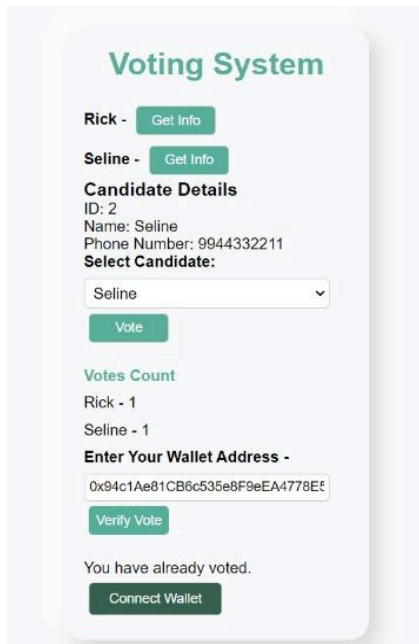 Voting System
Rick - Get Info
Seline - Get Info
Candidate Details
ID: 2
Name: Seline
Phone Number: 9944332211
Select Candidate:
Seline
Vote
Votes Count
Rick - 1
Seline - 1
Enter Your Wallet Address -
0x94c1Ae81CB6c535e8F9eEA4778E5
Verify Vote
You have already voted.
Connect Wallet